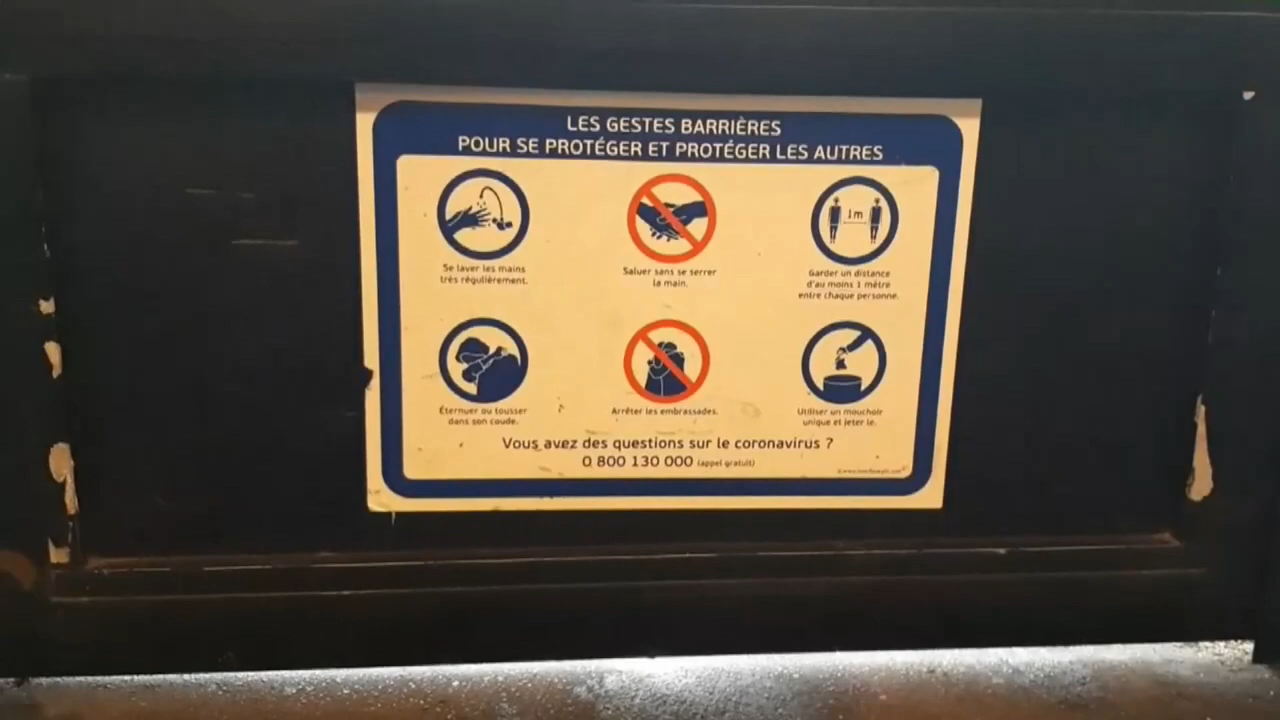 LES GESTES BARRIÈRES
POUR SE PROTÉGER ET PROTÉGER LES AUTRES
1m
Se laver les mains
très régulièrement.
Saluer sans se serrer
la main.
Garder un distance
d'au moins 1 mètre
entre chaque personne.
Éternuer ou tousser
dans son coude.
Arrêter les embrassades.
Utiliser un mouchoir
unique et jeter le.
Vous avez des questions sur le coronavirus ?
0 800 130 000 (appel gratuit)